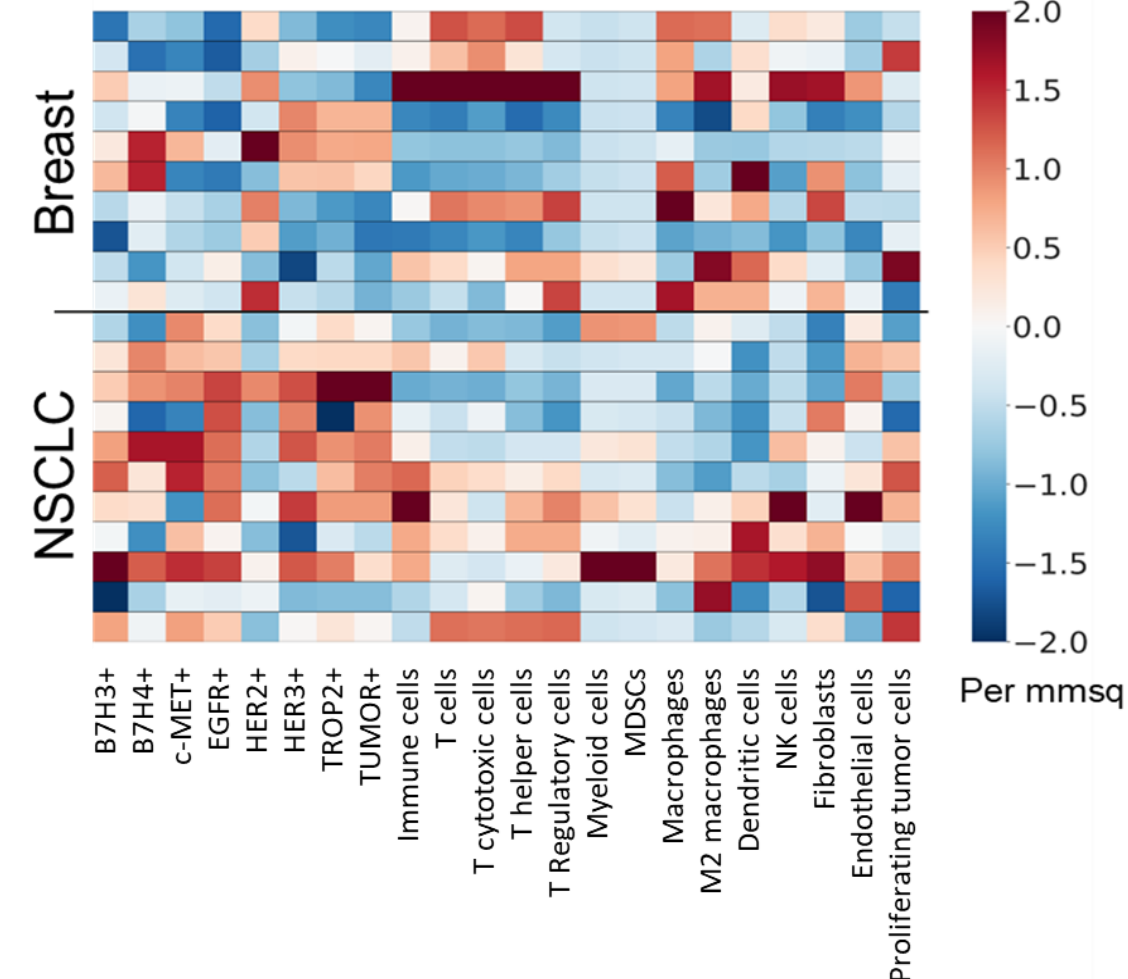 Breast
NSCLC
B7H3+
B7H4+
c-MET+
EGFR+
HER2+
HER3+
TROP2+
TUMOR+
Immune cells
T cells
T cytotoxic cells
T helper cells
T Regulatory cells
Myeloid cells
MDSCs
Macrophages
M2 macrophages
Dendritic cells
NK cells
Fibroblasts
Endothelial cells
Proliferating tumor cells
2.0
1.5
1.0
0.5
0.0
−0.5
−1.0
−1.5
−2.0
Per mmsq